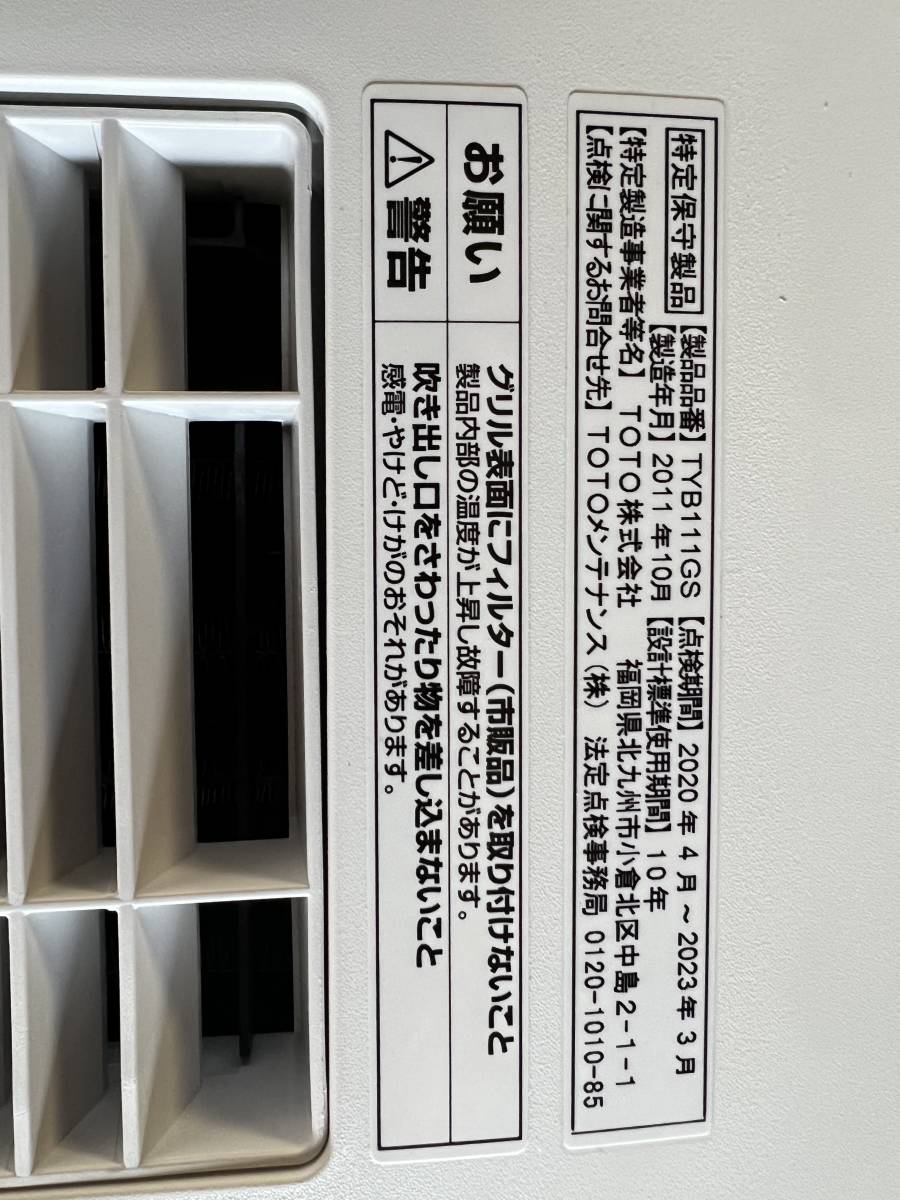 特定保守製品
【製品品番】TYB111GS 【点検期間】2020年4月～2023年3月
【製造年月】2011年10月 【設計標準使用期間】10年
【特定製造事業者等名】TOTO株式会社 福岡県北九州市小倉北区中島2-1-1
【点検に関するお問合せ先】TOTOメンテナンス(株) 法定点検事務局 0120-1010-85
お願い
グリル表面にフィルター(市販品)を取り付けないこと
製品内部の温度が上昇し故障することがあります。
警告
吹き出し口をさわったり物を差し込まないこと
感電・やけど・けがのおそれがあります。